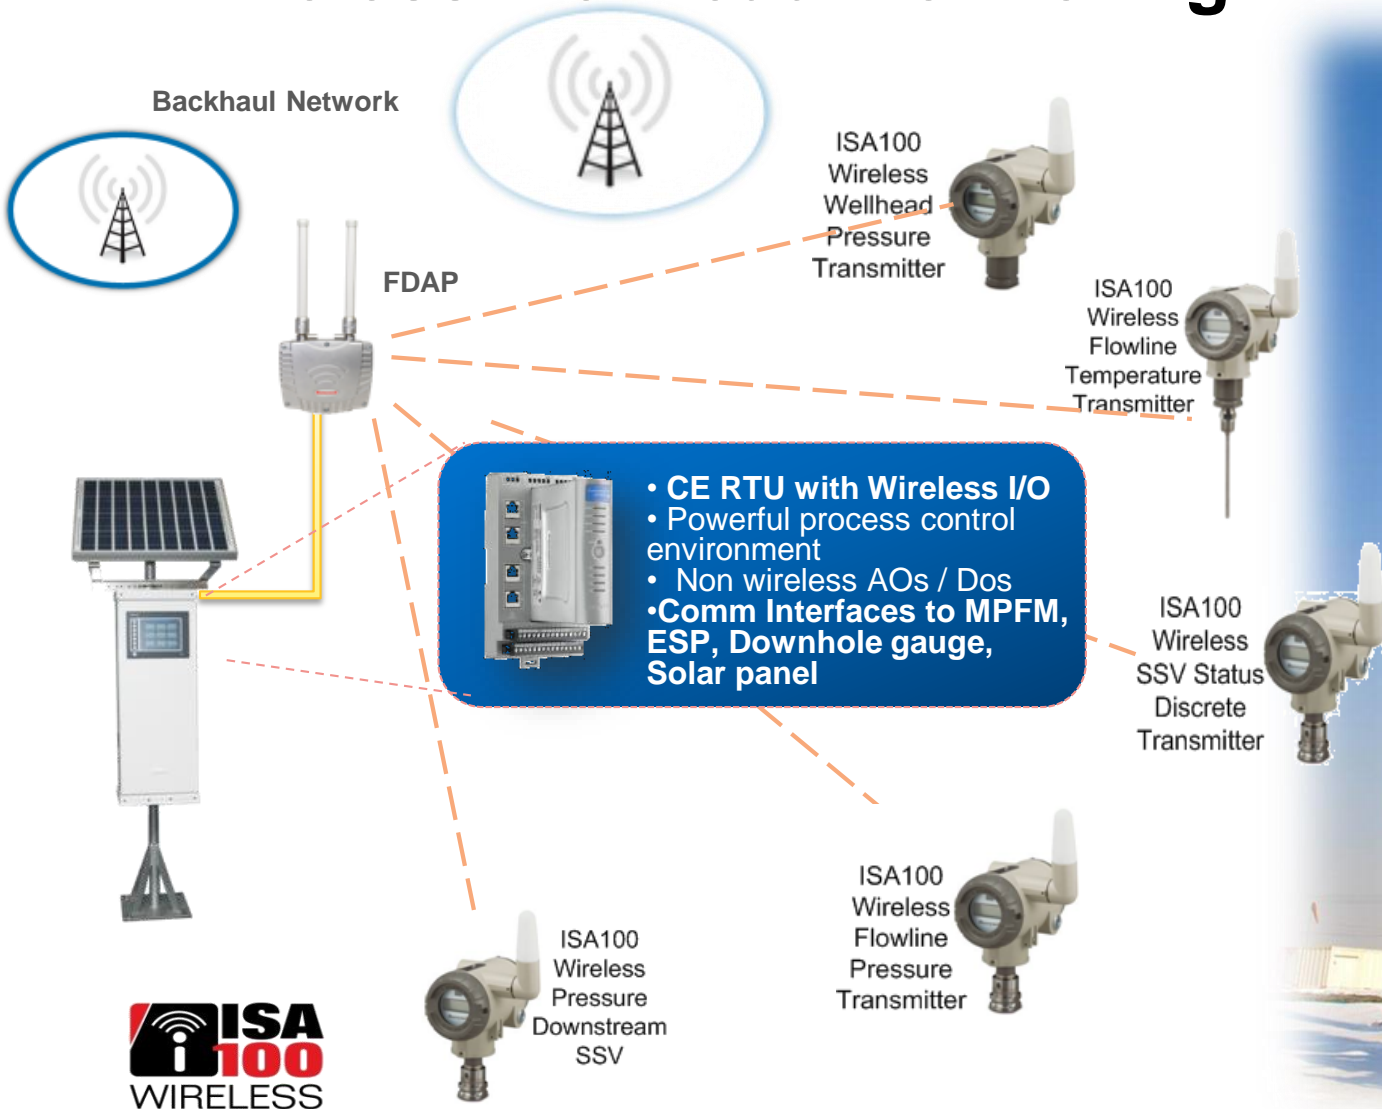 Backhaul Network
FDAP
ISA100
Wireless
Wellhead
Pressure
Transmitter
ISA100
Wireless
Flowline
Temperature
Transmitter
• CE RTU with Wireless I/O
• Powerful process control
environment
• Non wireless AOs / Dos
•Comm Interfaces to MPFM,
ESP, Downhole gauge,
Solar panel
ISA100
Wireless
SSV Status
Discrete
Transmitter
ISA100
Wireless
Flowline
Pressure
Transmitter
ISA100
Wireless
Pressure
Downstream
SSV
ISA
100
WIRELESS